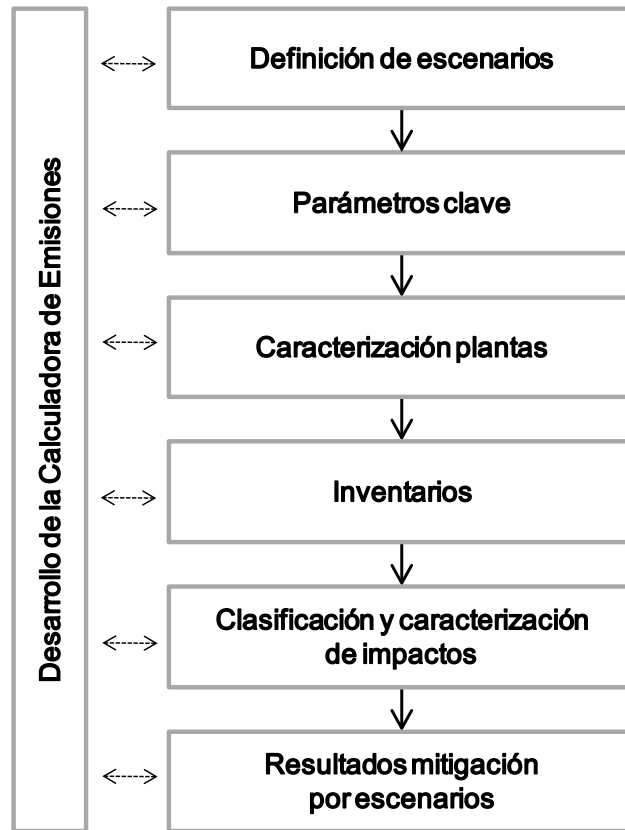 Desarrollo de la Calculadora de Emisiones
Definición de escenarios
Parámetros clave
Caracterización plantas
Inventarios
Clasificación y caracterización
de impactos
Resultados mitigación
por escenarios